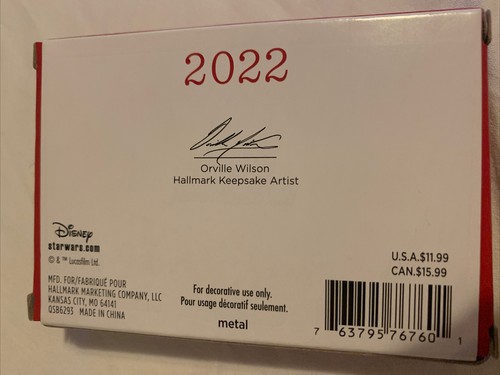 2022
Orville Wilson
Hallmark Keepsake Artist
Disney
starwars.com
© & ™ Lucasfilm Ltd.
MFD. FOR/FABRIQUÉ POUR
HALLMARK MARKETING COMPANY, LLC
KANSAS CITY, MO 64141
QSB6293 MADE IN CHINA
For decorative use only.
Pour usage décoratif seulement.
metal
U.S.A.$11.99
CAN.$15.99
7 63795 76760 1